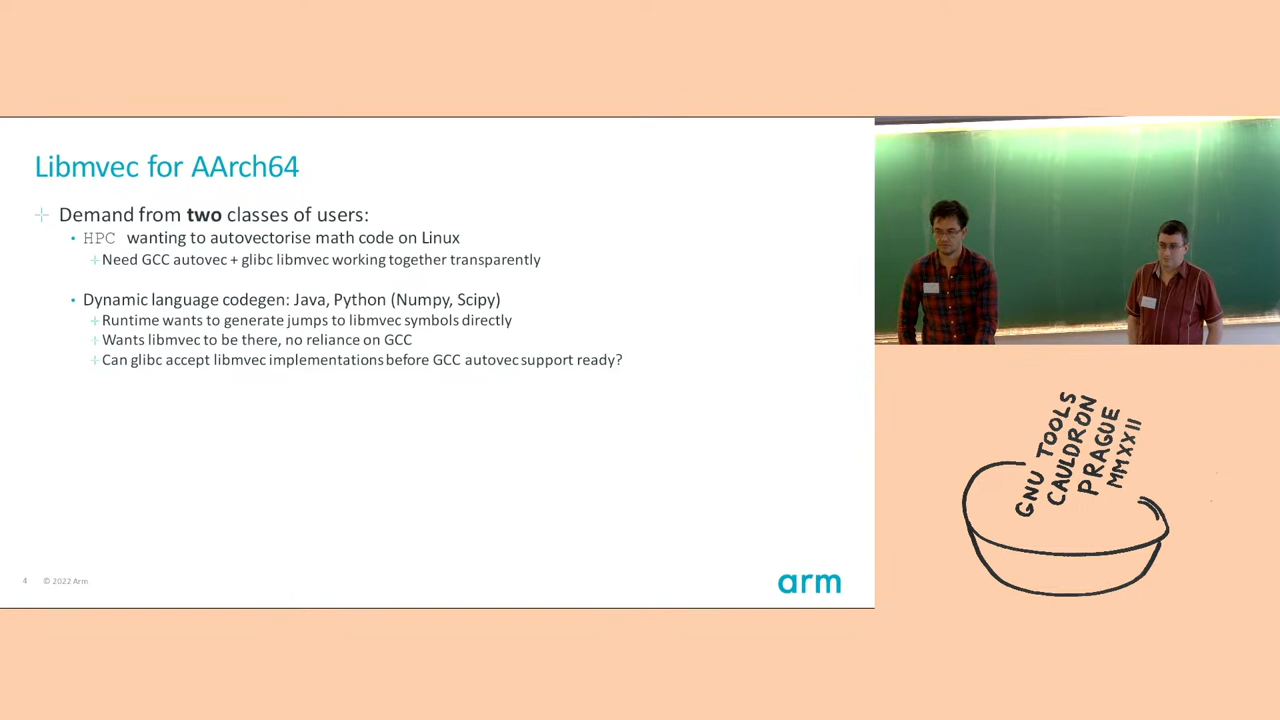 Libmvec for AArch64
Demand from two classes of users:
HPC wanting to autovectorise math code on Linux
Need GCC autovec + glibc libmvec working together transparently
Dynamic language codegen: Java, Python (Numpy, Scipy)
Runtime wants to generate jumps to libmvec symbols directly
Wants libmvec to be there, no reliance on GCC
Can glibc accept libmvec implementations before GCC autovec support ready?
4 © 2022 Arm
arm
GNU TOOLS
CAULDRON
PRAGUE
MMXXII